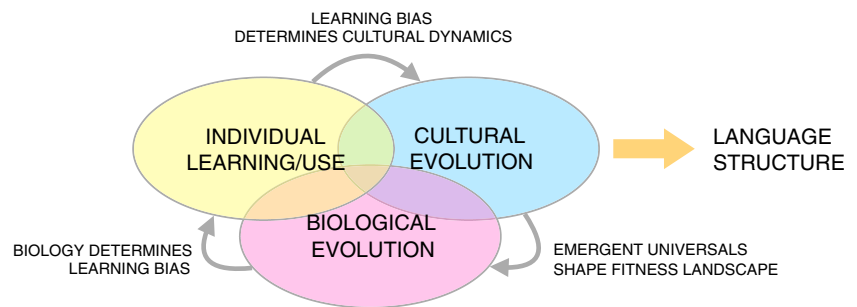 LEARNING BIAS
DETERMINES CULTURAL DYNAMICS
INDIVIDUAL
LEARNING/USE
CULTURAL
EVOLUTION
LANGUAGE
STRUCTURE
BIOLOGICAL
EVOLUTION
BIOLOGY DETERMINES
LEARNING BIAS
EMERGENT UNIVERSALS
SHAPE FITNESS LANDSCAPE